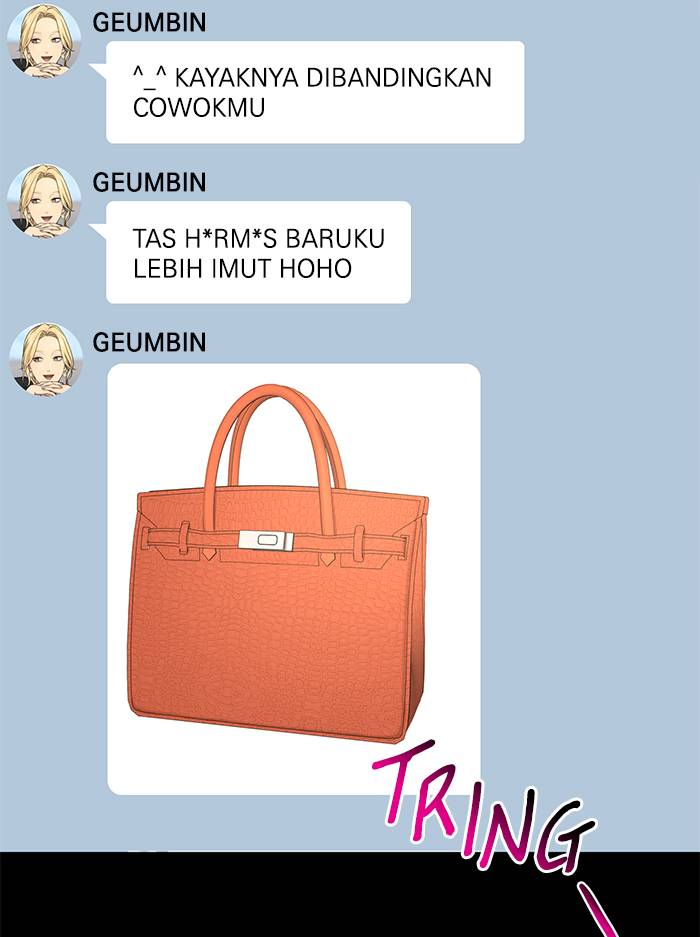 GEUMBIN
^_^ KAYAKNYA DIBANDINGKAN
COWOKMU
GEUMBIN
TAS H*RM*S BARUKU
LEBIH IMUT HOHO
GEUMBIN
TRING